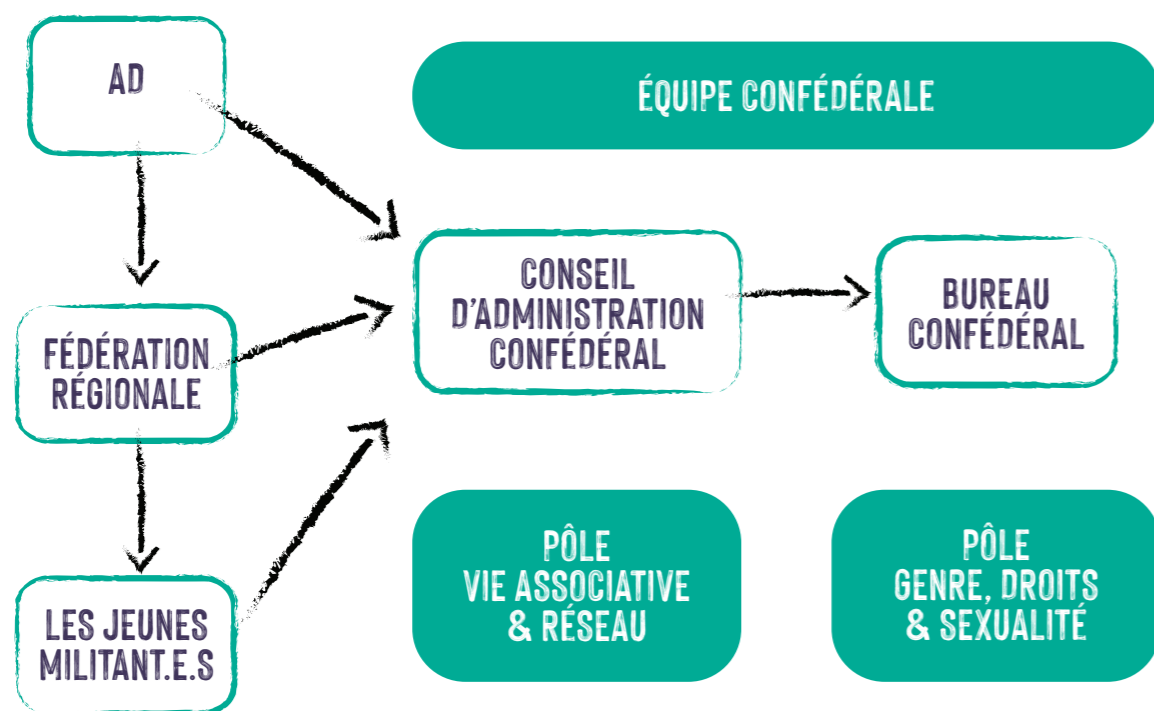 AD
ÉQUIPE CONFÉDÉRALE
CONSEIL
D'ADMINISTRATION
CONFÉDÉRAL
BUREAU
CONFÉDÉRAL
FÉDÉRATION
RÉGIONALE
LES JEUNES
MILITANT.E.S
PÔLE
VIE ASSOCIATIVE
& RÉSEAU
PÔLE
GENRE, DROITS
& SEXUALITÉ